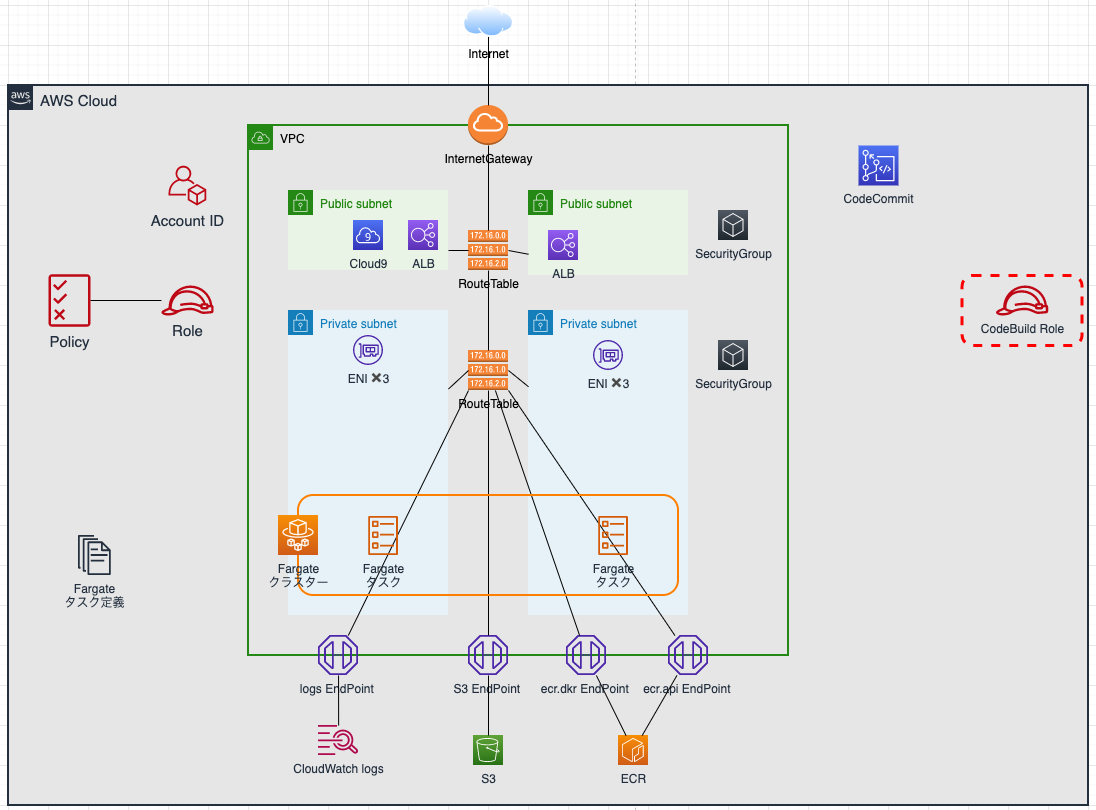 Internet
aws
AWS Cloud
VPC
InternetGateway
Account ID
CodeCommit
Public subnet
Public subnet
Cloud9
9
ALB
172.16.0.0
172.16.1.0
172.16.2.0
RouteTable
ALB
SecurityGroup
Policy
Role
CodeBuild Role
Private subnet
Private subnet
ENI ✖3
172.16.0.0
172.16.1.0
172.16.2.0
RouteTable
ENI ✖3
SecurityGroup
Fargate
クラスター
Fargate
タスク
Fargate
タスク
Fargate
タスク定義
logs EndPoint
S3 EndPoint
ecr.dkr EndPoint
ecr.api EndPoint
CloudWatch logs
S3
ECR